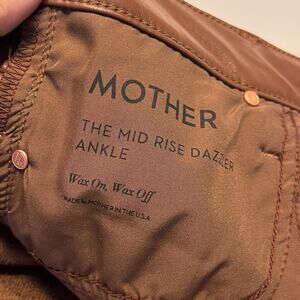 MOTHER
THE MID RISE DAZZLER
ANKLE
Wax On, Wax Off
MADE by MOTHER IN THE U.S.A.